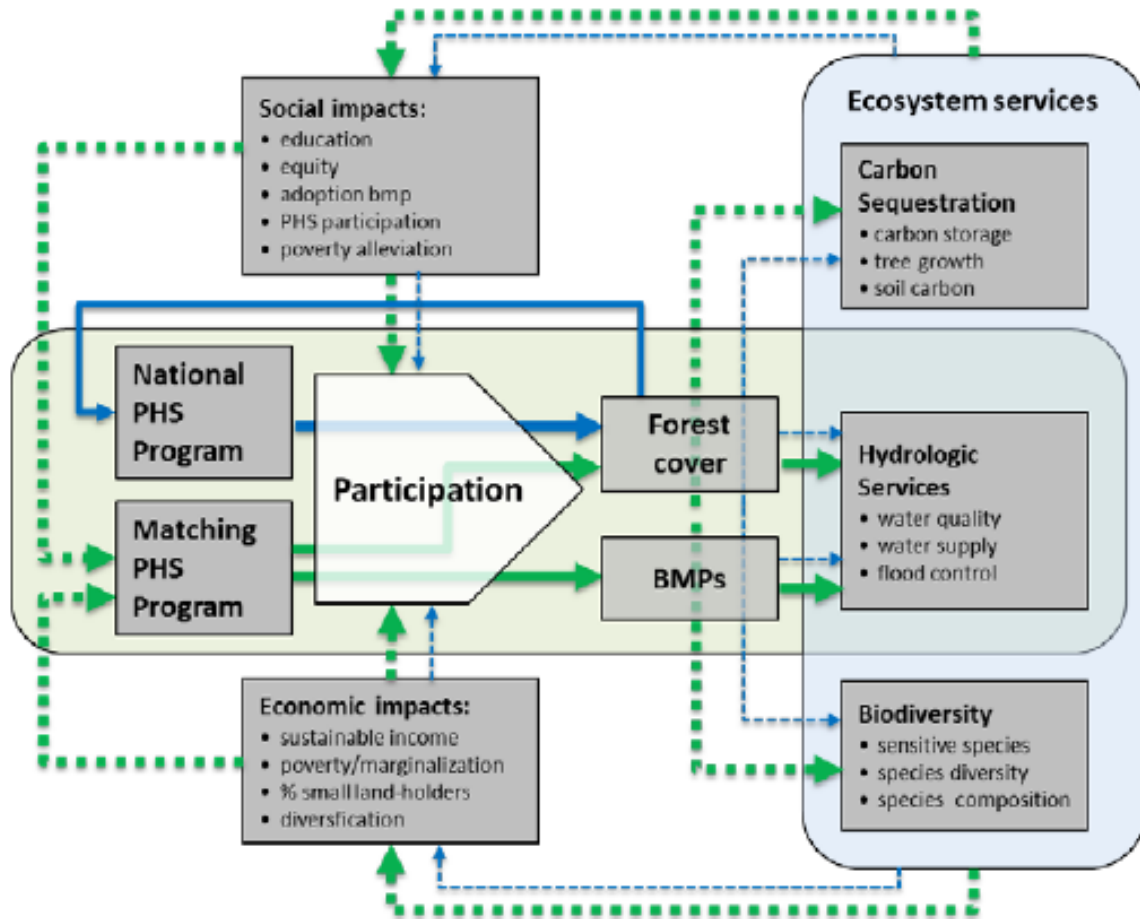 Social impacts:
• education
• equity
• adoption bmp
• PHS participation
• poverty alleviation
Ecosystem services
Carbon
Sequestration
• carbon storage
• tree growth
• soil carbon
National
PHS
Program
Participation
Forest
cover
Hydrologic
Services
• water quality
• water supply
• flood control
Matching
PHS
Program
BMPs
Economic impacts:
• sustainable income
• poverty/marginalization
• % small land-holders
• diversfication
Biodiversity
• sensitive species
• species diversity
• species composition